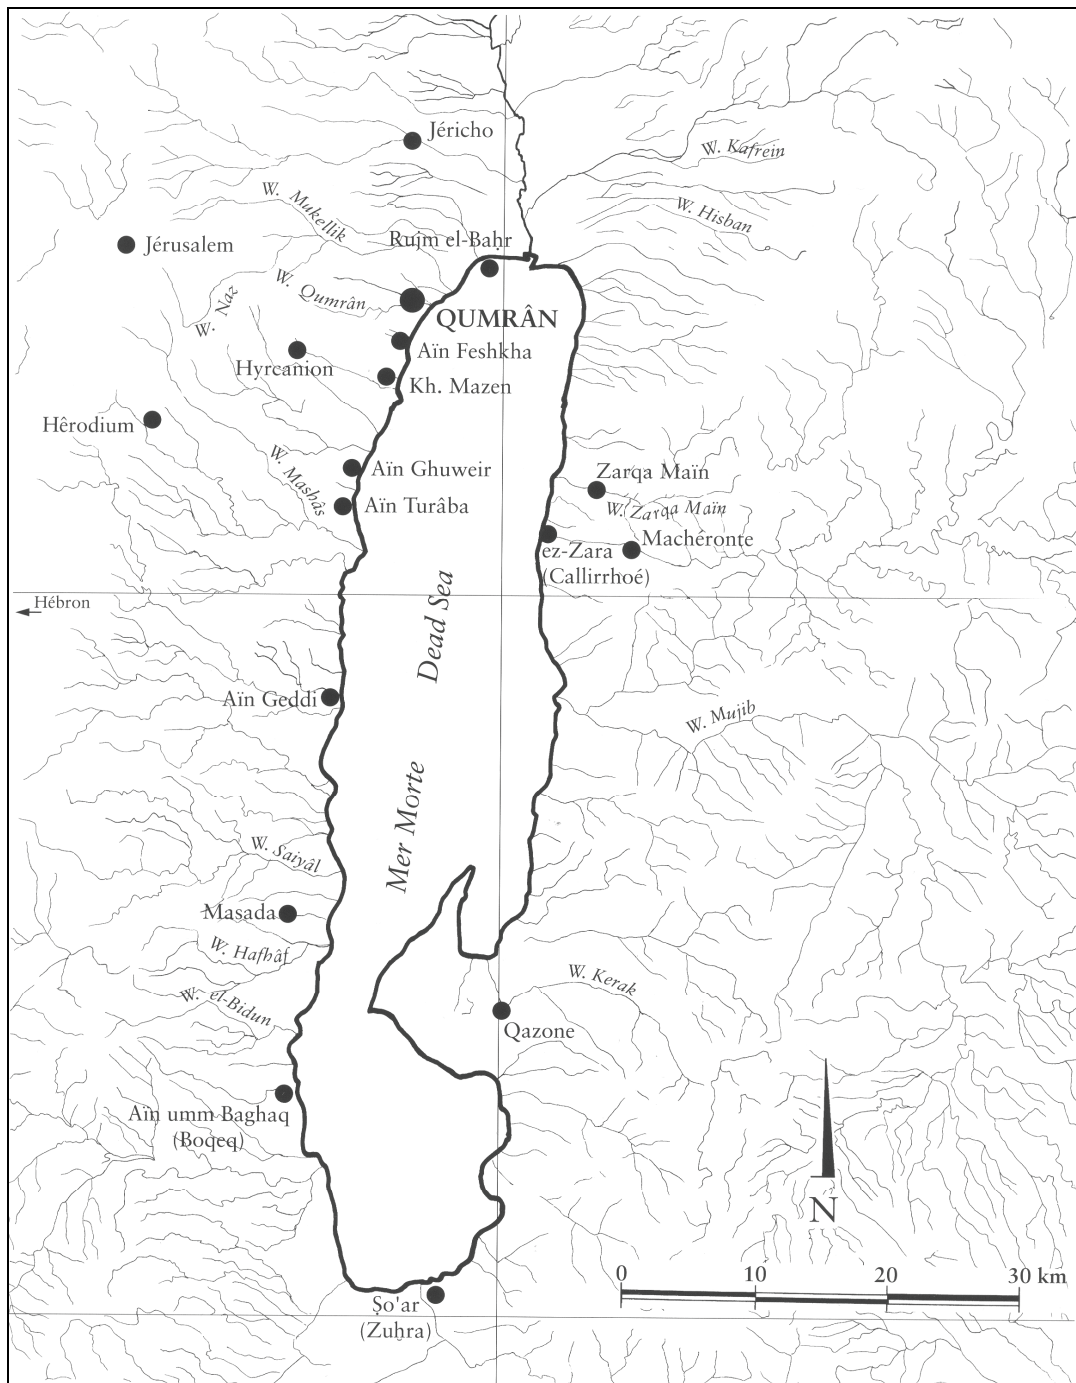 Jéricho
W. Kafrein
W. Mukellik
W. Hisban
Jérusalem
Rujm el-Baḥr
W. Qumrân
W. Naz
QUMRÂN
Aïn Feshkha
Hyrcanion
Kh. Mazen
Hêrodium
W. Mashâs
Aïn Ghuweir
Zarqa Maïn
Aïn Turâba
W. Zarqa Maïn
Machéronte
ez-Zara
(Callirrhoé)
Hébron
Dead Sea
Aïn Geddi
W. Mujib
Mer Morte
W. Saiyâl
Masada
W. Hafhâf
W. Kerak
W. el-Bidun
Qazone
Aïn umm Baghaq
(Boqeq)
N
0 10 20 30 km
Ṣo'ar
(Zuḥra)